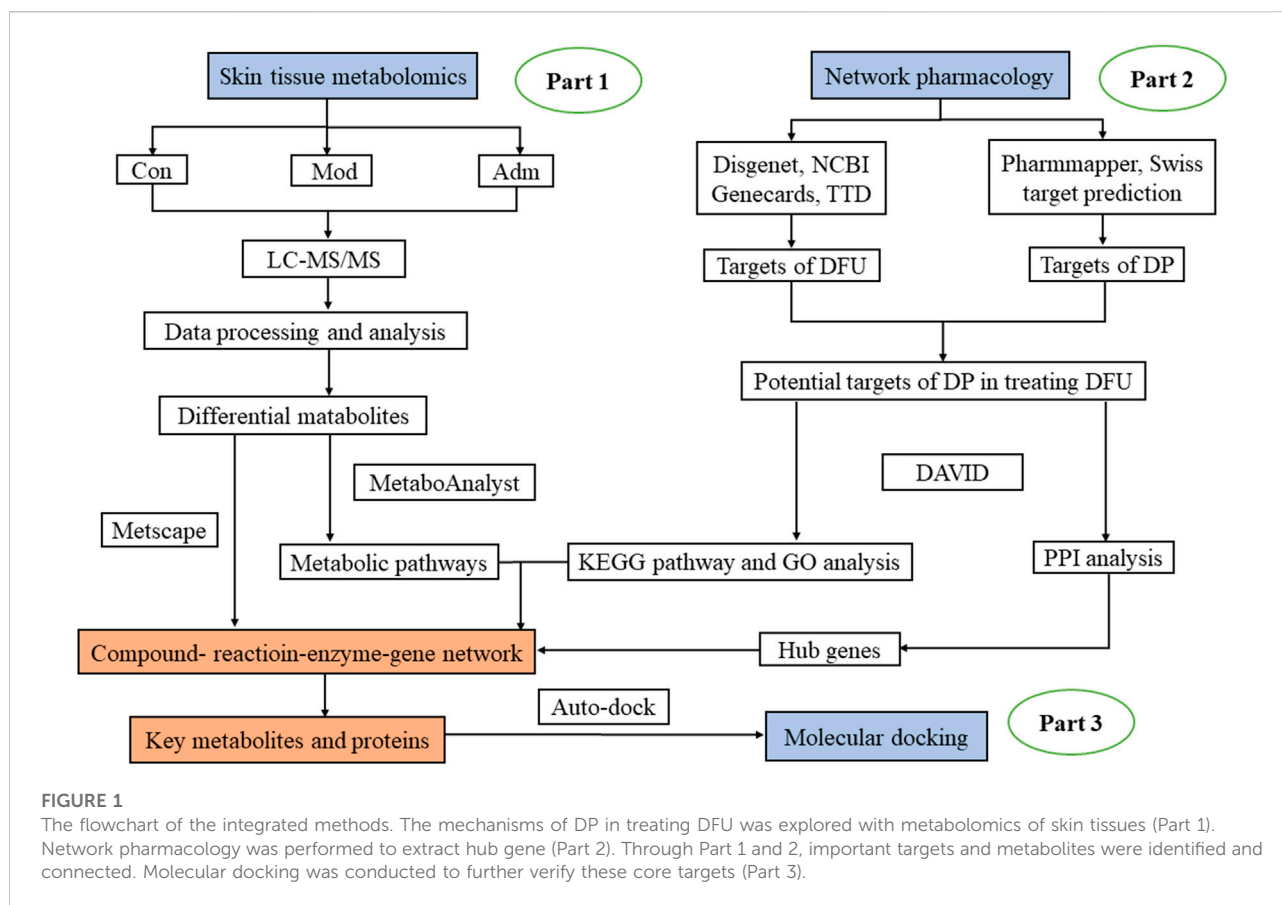 Skin tissue metabolomics
Part 1
Network pharmacology
Part 2
Con
Mod
Adm
Disgenet, NCBI
Genecards, TTD
Pharmmapper, Swiss
target prediction
LC-MS/MS
Targets of DFU
Targets of DP
Data processing and analysis
Potential targets of DP in treating DFU
Differential matabolites
MetaboAnalyst
DAVID
Metscape
Metabolic pathways
KEGG pathway and GO analysis
PPI analysis
Compound- reactioin-enzyme-gene network
Hub genes
Auto-dock
Key metabolites and proteins
Molecular docking
Part 3
FIGURE 1
The flowchart of the integrated methods. The mechanisms of DP in treating DFU was explored with metabolomics of skin tissues (Part 1).
Network pharmacology was performed to extract hub gene (Part 2). Through Part 1 and 2, important targets and metabolites were identified and
connected. Molecular docking was conducted to further verify these core targets (Part 3).